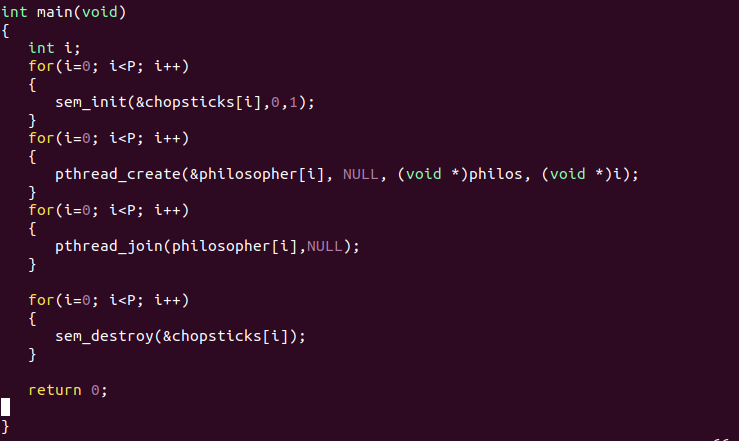 int main(void)
{
   int i;
   for(i=0; i<P; i++)
   {
      sem_init(&chopsticks[i],0,1);
   }
   for(i=0; i<P; i++)
   {
      pthread_create(&philosopher[i], NULL, (void *)philos, (void *)i);
   }
   for(i=0; i<P; i++)
   {
      pthread_join(philosopher[i],NULL);
   }

   for(i=0; i<P; i++)
   {
      sem_destroy(&chopsticks[i]);
   }

   return 0;

}